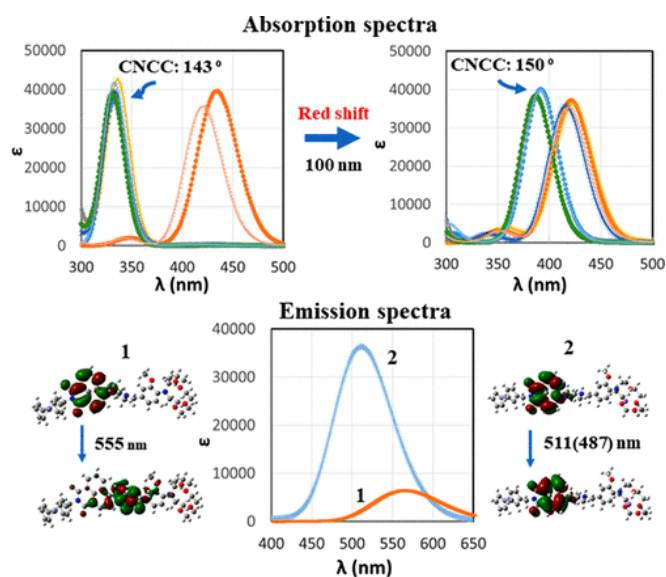 Absorption spectra
50000
40000
30000
20000
10000
0
ε
CNCC: 143°
300 350 400 450 500
λ (nm)
Red shift
100 nm
50000
40000
30000
20000
10000
0
ε
CNCC: 150°
300 350 400 450 500
λ (nm)
Emission spectra
1
555 nm
40000
30000
20000
10000
0
ε
2
1
400 450 500 550 600 650
λ (nm)
2
511(487) nm